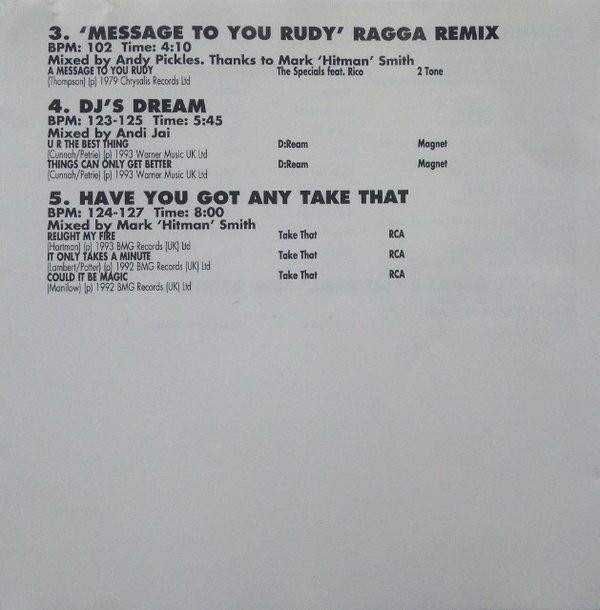 3. ‘MESSAGE TO YOU RUDY’ RAGGA REMIX
BPM: 102 Time: 4:10
Mixed by Andy Pickles. Thanks to Mark ‘Hitman’ Smith
A MESSAGE TO YOU RUDY The Specials feat. Rico 2 Tone
(Thompson) (p) 1979 Chrysalis Records Ltd
4. DJ’S DREAM
BPM: 123-125 Time: 5:45
Mixed by Andi Jai
U R THE BEST THING D:Ream Magnet
(Cunnah/Petrie) (p) 1993 Warner Music UK Ltd
THINGS CAN ONLY GET BETTER D:Ream Magnet
(Cunnah/Petrie) (p) 1993 Warner Music UK Ltd
5. HAVE YOU GOT ANY TAKE THAT
BPM: 124-127 Time: 8:00
Mixed by Mark ‘Hitman’ Smith
RELIGHT MY FIRE Take That RCA
(Hartman) (p) 1993 BMG Records (UK) Ltd
IT ONLY TAKES A MINUTE Take That RCA
(Lambert/Potter) (p) 1992 BMG Records (UK) Ltd
COULD IT BE MAGIC Take That RCA
(Manilow) (p) 1992 BMG Records (UK) Ltd